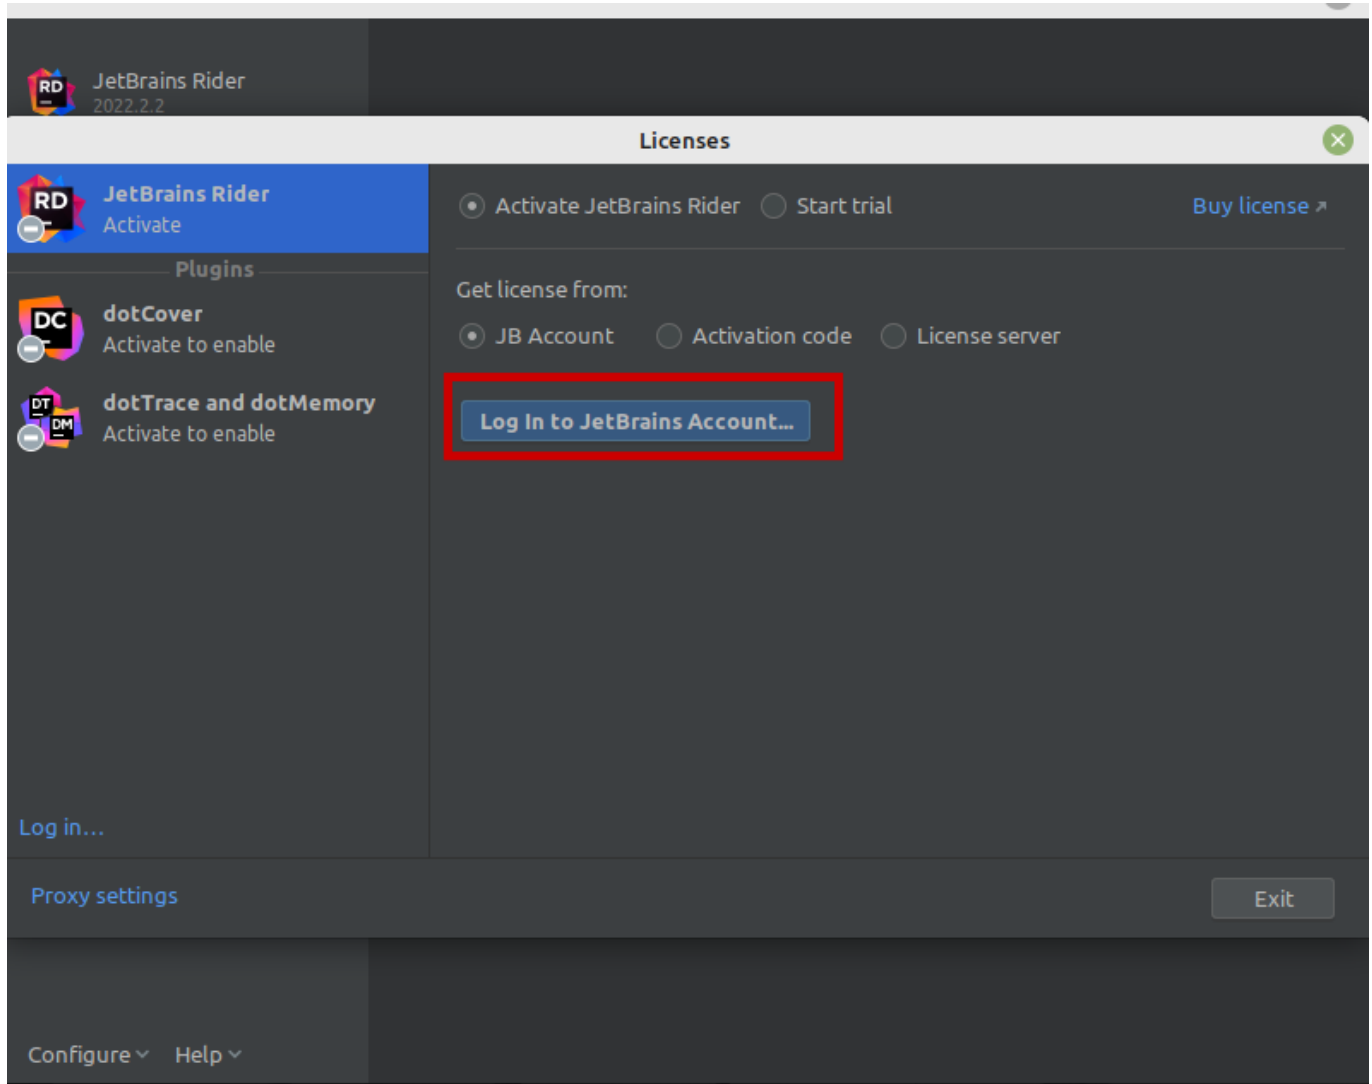 RD JetBrains Rider
2022.2.2
Licenses
RD JetBrains Rider
Activate
Plugins
DC dotCover
Activate to enable
DT DM dotTrace and dotMemory
Activate to enable
Log in...
Activate JetBrains Rider Start trial Buy license
Get license from:
JB Account Activation code License server
Log In to JetBrains Account...
Proxy settings Exit
Configure Help